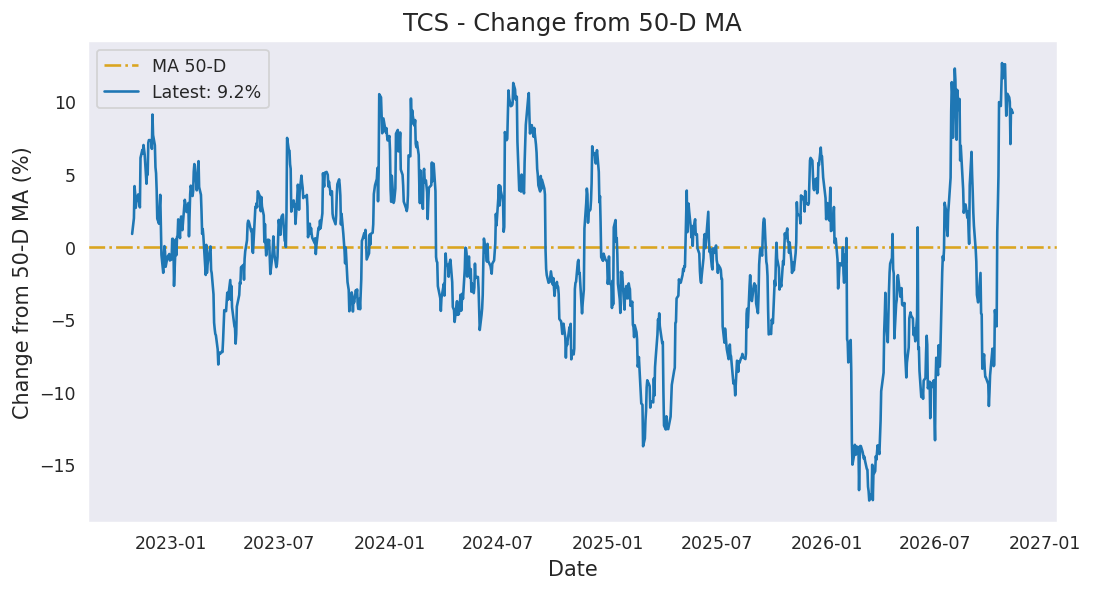 TCS - Change from 50-D MA
MA 50-D
Latest: 9.2%
Change from 50-D MA (%)
10
5
0
−5
−10
−15
2023-01 2023-07 2024-01 2024-07 2025-01 2025-07 2026-01 2026-07 2027-01
Date